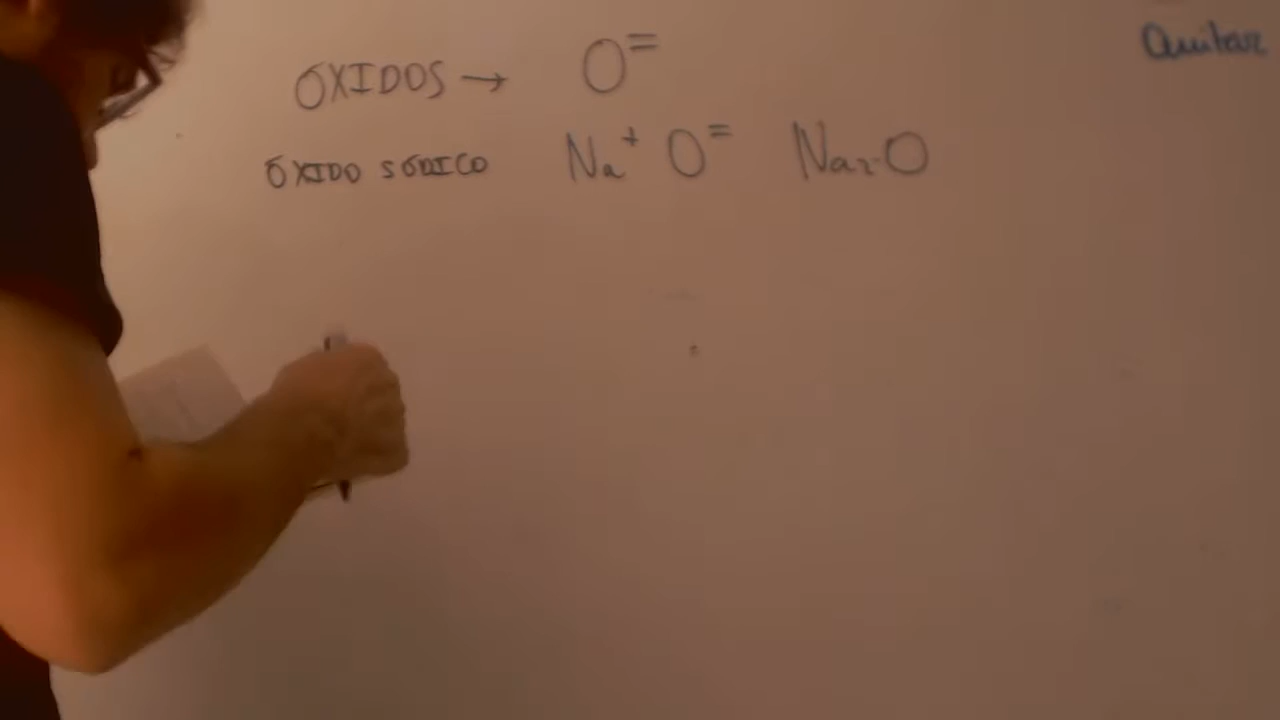 ÓXIDOS → O⁼
ÓXIDO SÓDICO Na⁺ O⁼ Na₂O
Quitar